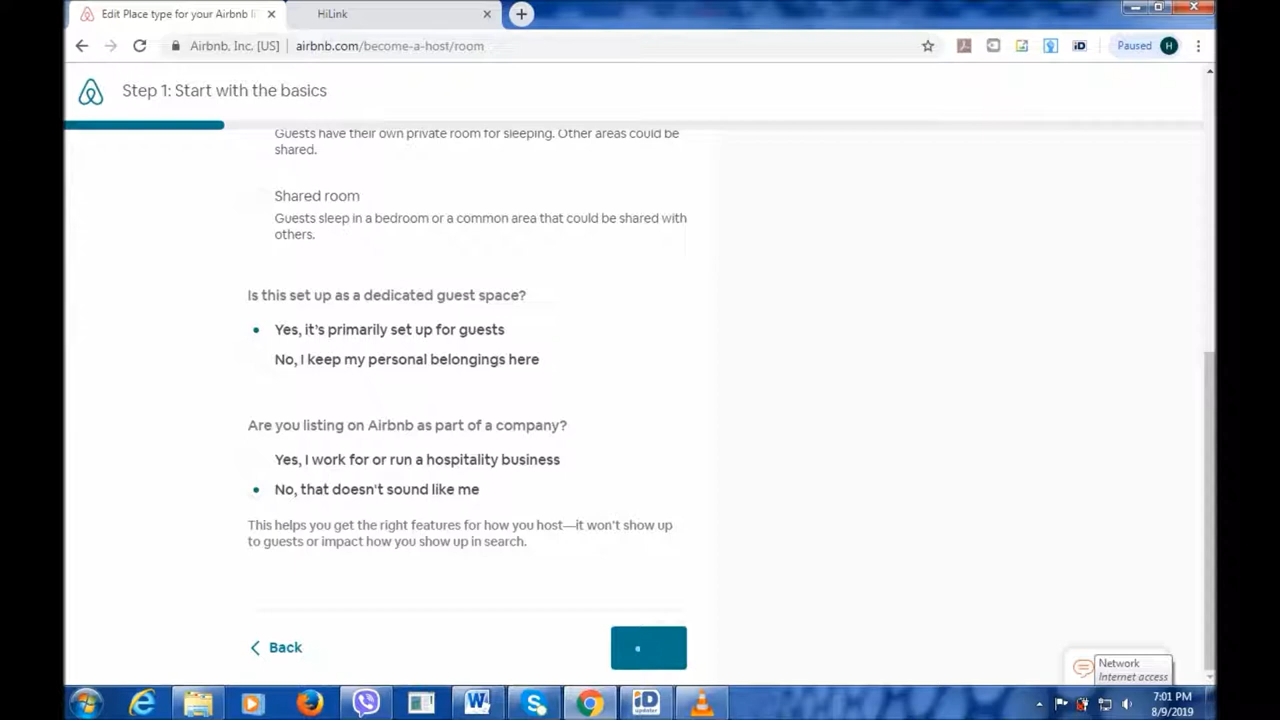 Edit Place type for your Airbnb li
HiLink
Airbnb, Inc. [US]
airbnb.com/become-a-host/room
iD
Paused
H
Step 1: Start with the basics
Guests have their own private room for sleeping. Other areas could be
shared.
Shared room
Guests sleep in a bedroom or a common area that could be shared with
others.
Is this set up as a dedicated guest space?
Yes, it's primarily set up for guests
No, I keep my personal belongings here
Are you listing on Airbnb as part of a company?
Yes, I work for or run a hospitality business
No, that doesn't sound like me
This helps you get the right features for how you host—it won't show up
to guests or impact how you show up in search.
Back
Network
Internet access
iD
updater
7:01 PM
8/9/2019